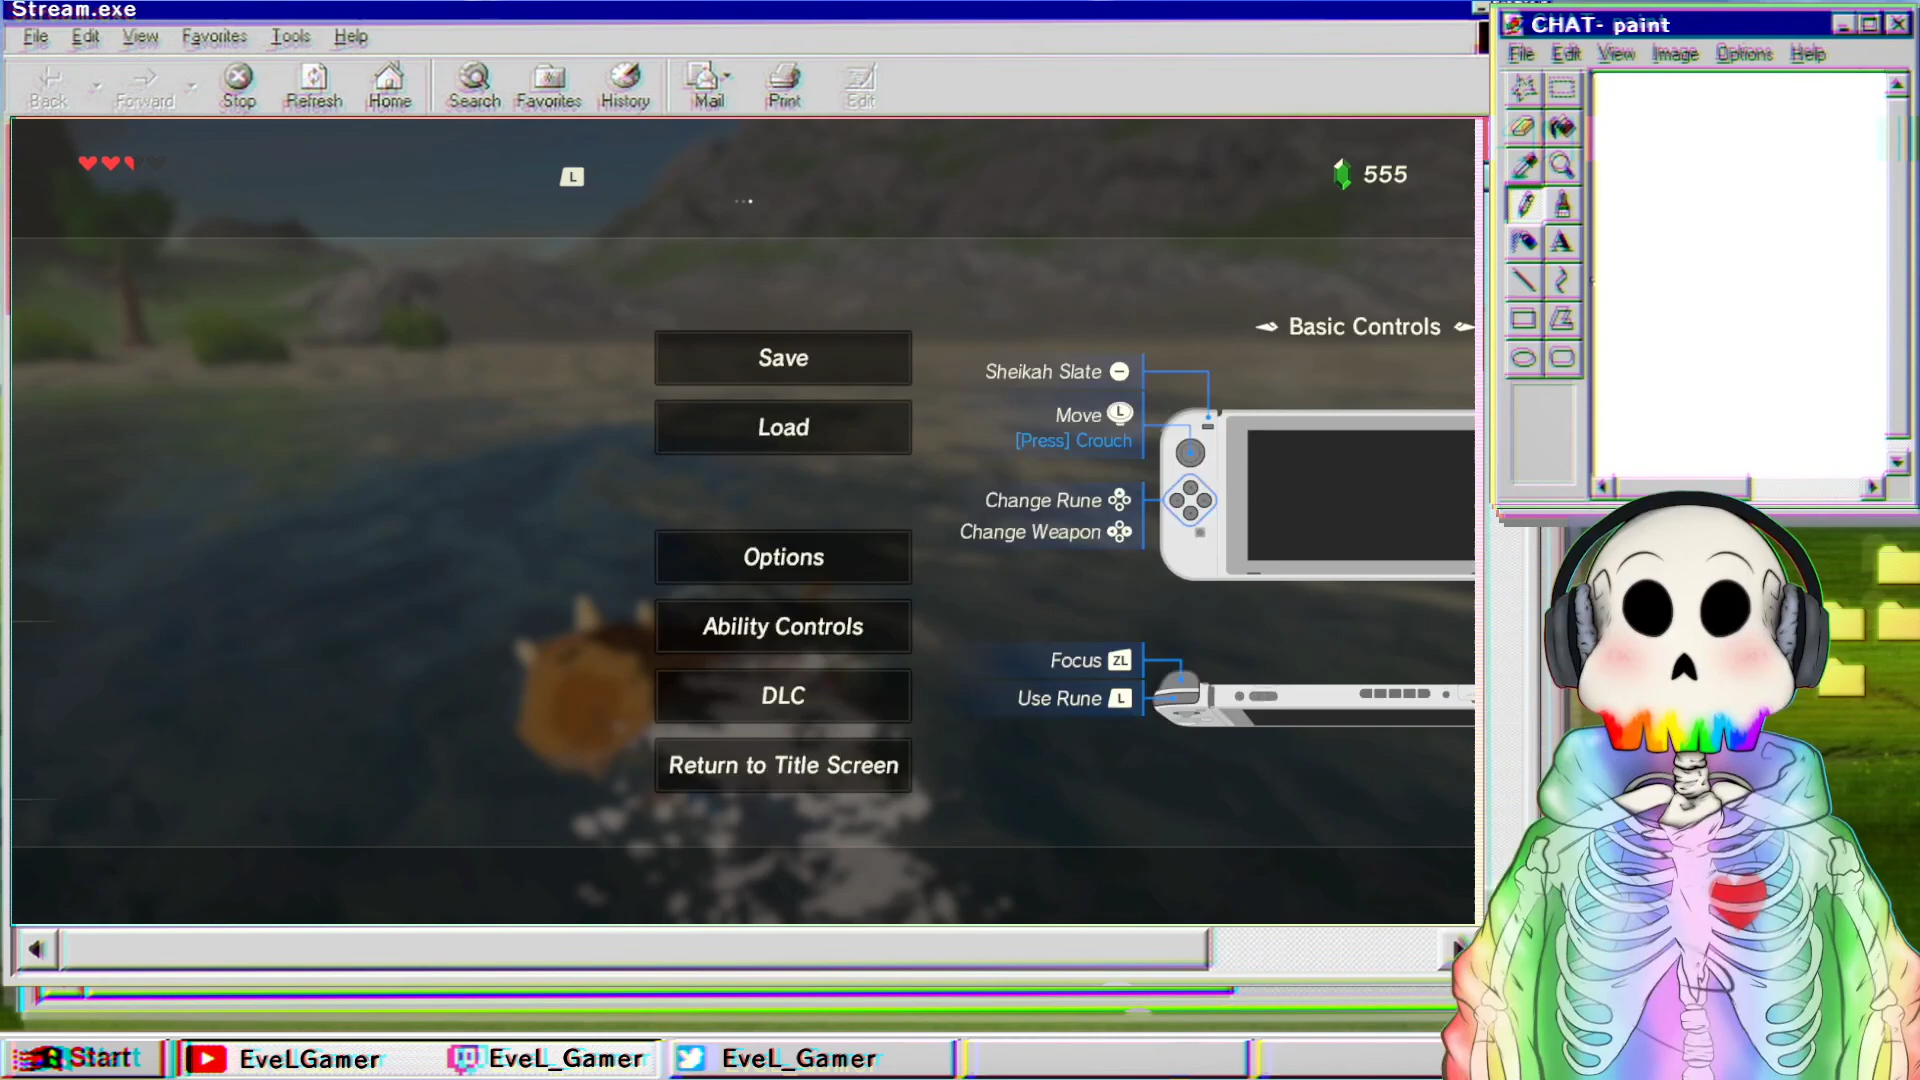 Stream.exe
File Edit View Favorites Tools Help
Back Forward Stop Refresh Home Search Favorites History Mail Print Edit
CHAT- paint
File Edit View Image Options Help
A
L
555
Save
Load
Options
Ability Controls
DLC
Return to Title Screen
Basic Controls
Sheikah Slate
Move L
[Press] Crouch
Change Rune
Change Weapon
Focus ZL
Use Rune L
Start EveLGamer EveL_Gamer EveL_Gamer